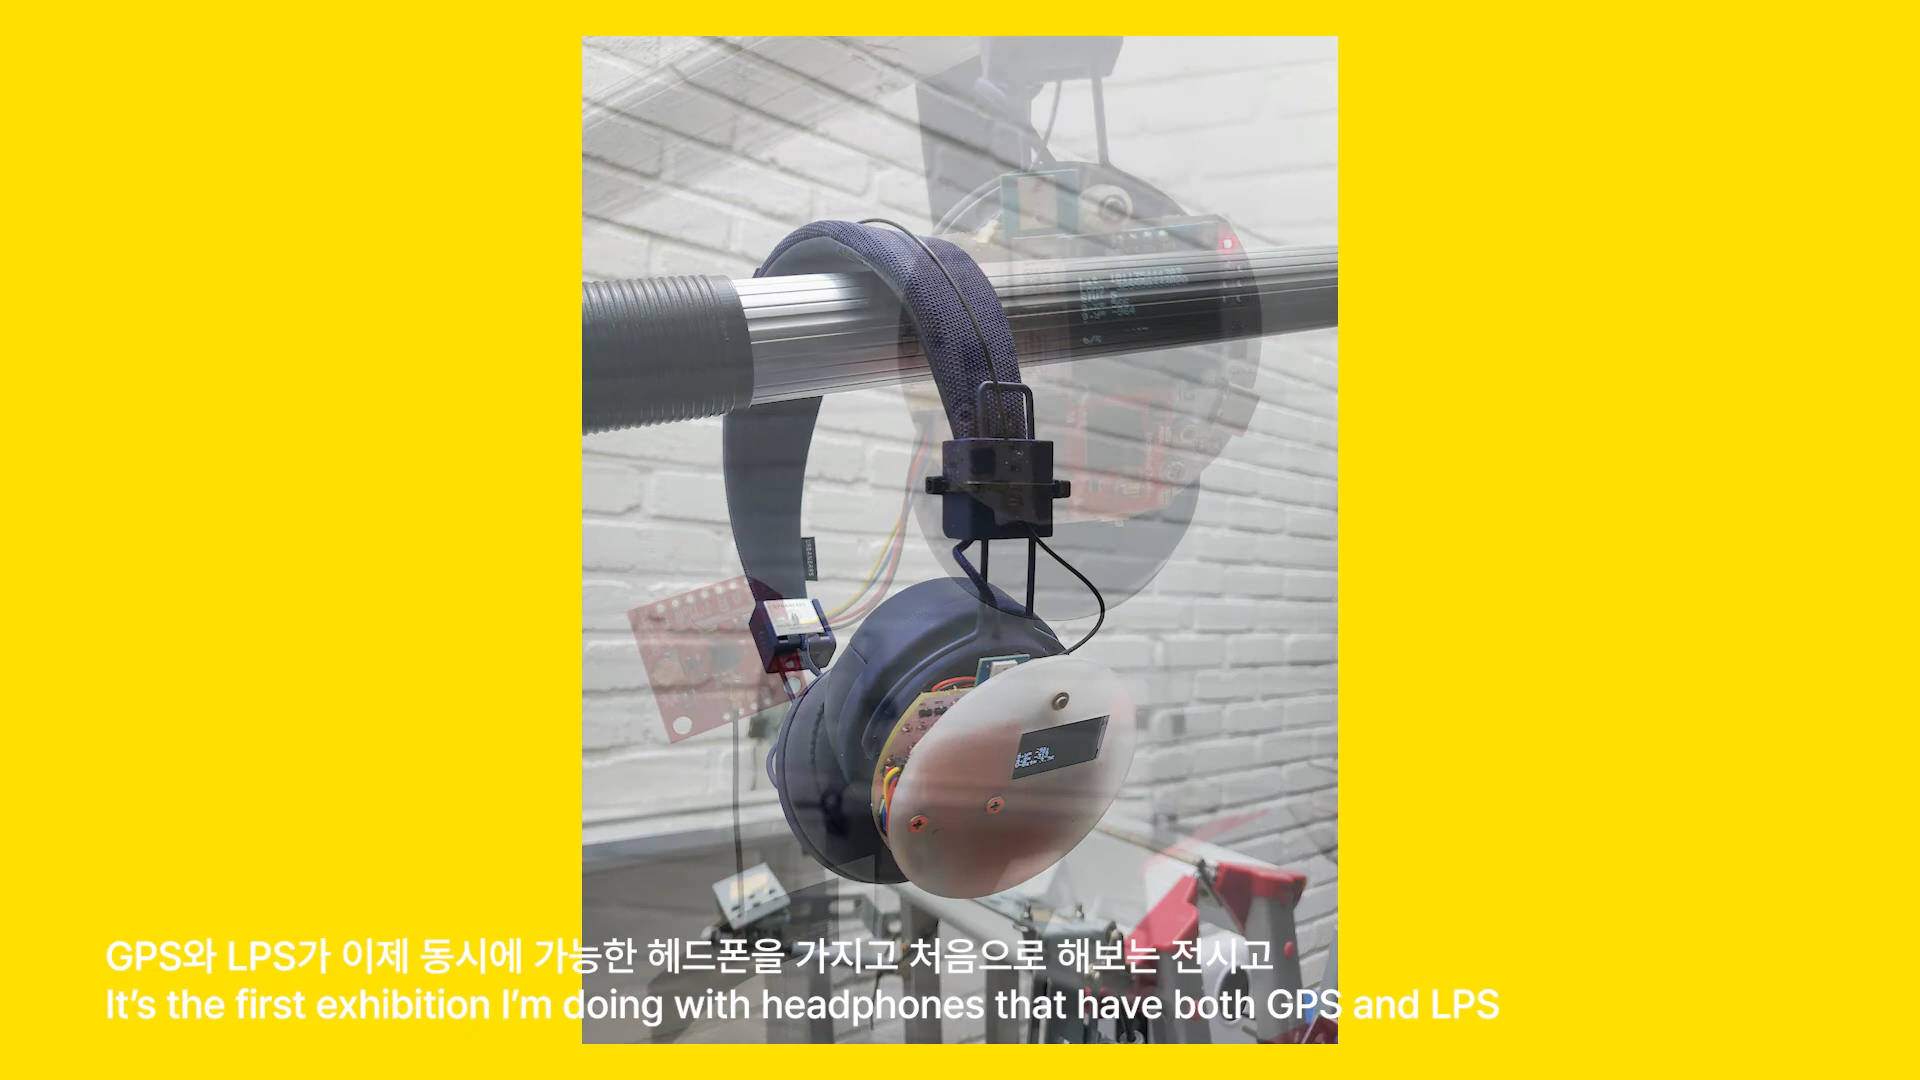 URBANEARS
GPS와 LPS가 이제 동시에 가능한 헤드폰을 가지고 처음으로 해보는 전시고
It’s the first exhibition I’m doing with headphones that have both GPS and LPS